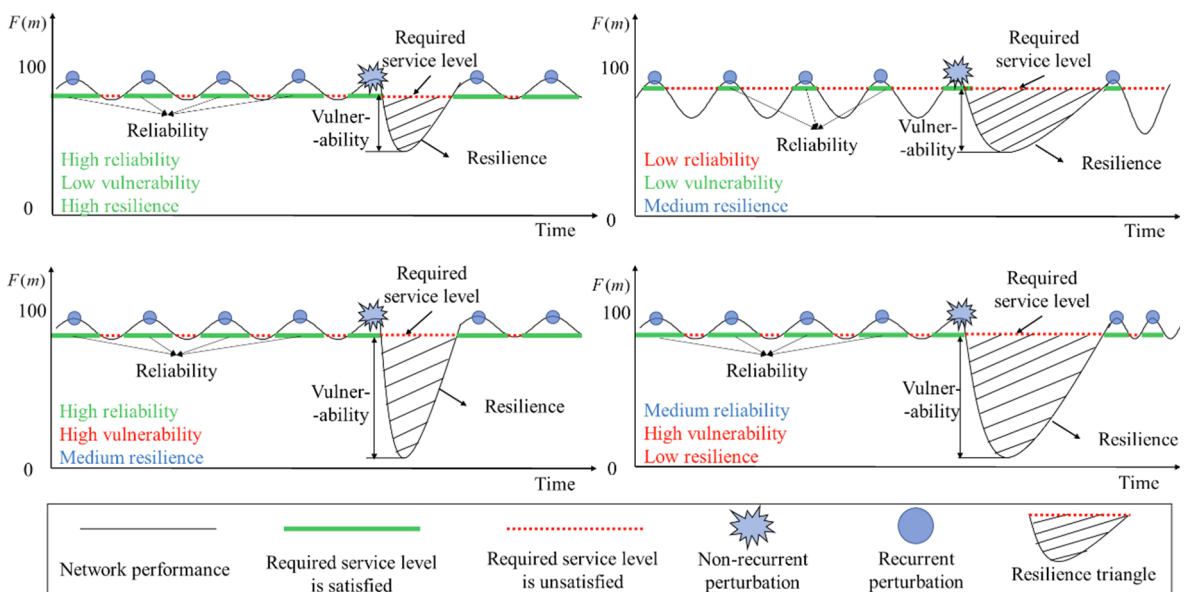 F(m)
100
Required
service level
Reliability
Vulner-
-ability
Resilience
High reliability
Low vulnerability
High resilience
0
Time
F(m)
100
Required
service level
Reliability
Vulner-
-ability
Resilience
Low reliability
Low vulnerability
Medium resilience
0
Time
F(m)
100
Required
service level
Reliability
Vulner-
-ability
Resilience
High reliability
High vulnerability
Medium resilience
0
Time
F(m)
100
Required
service level
Reliability
Vulner-
-ability
Resilience
Medium reliability
High vulnerability
Low resilience
0
Time
Network performance
Required service level
is satisfied
Required service level
is unsatisfied
Non-recurrent
perturbation
Recurrent
perturbation
Resilience triangle